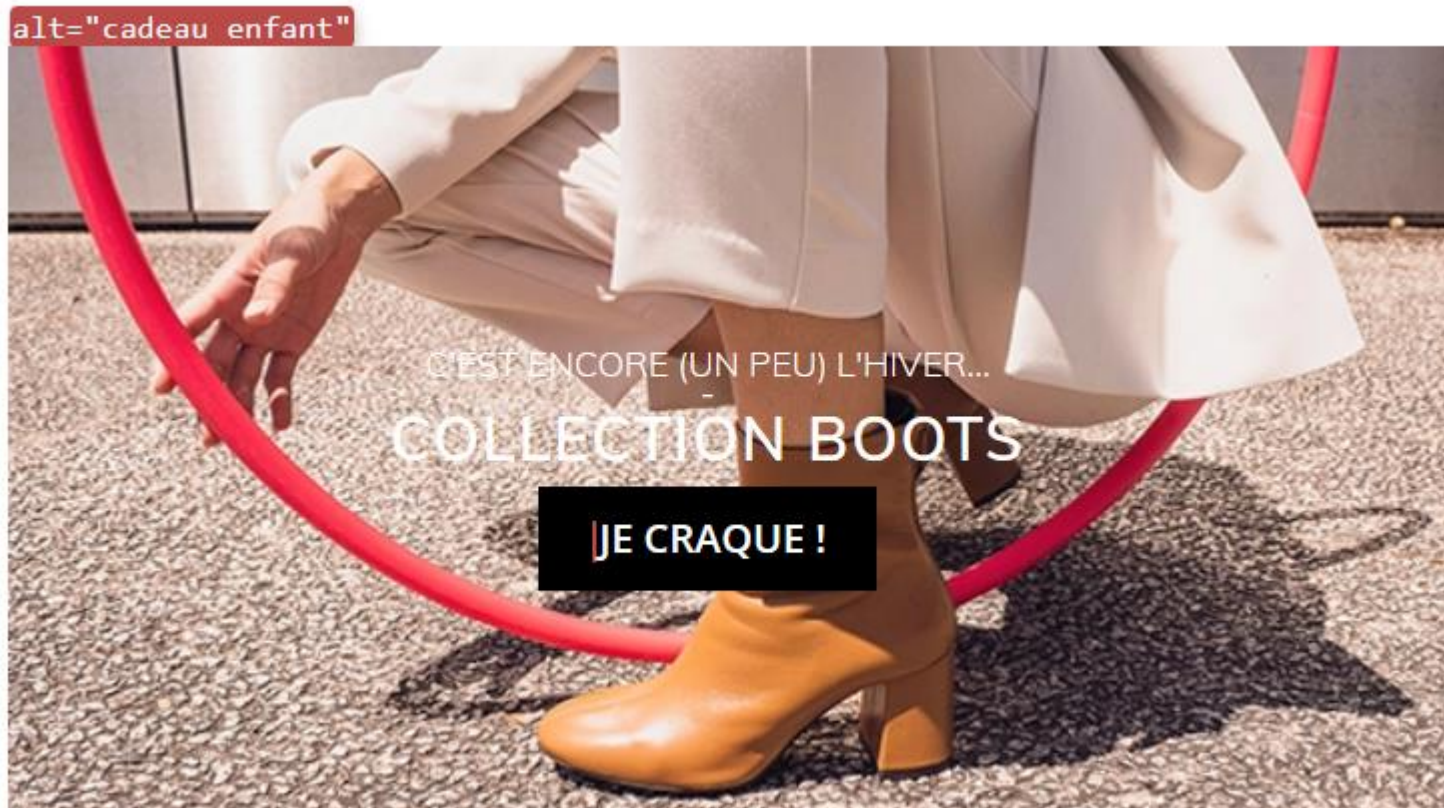 alt="cadeau enfant"
C'EST ENCORE (UN PEU) L'HIVER...
-
COLLECTION BOOTS
JE CRAQUE !